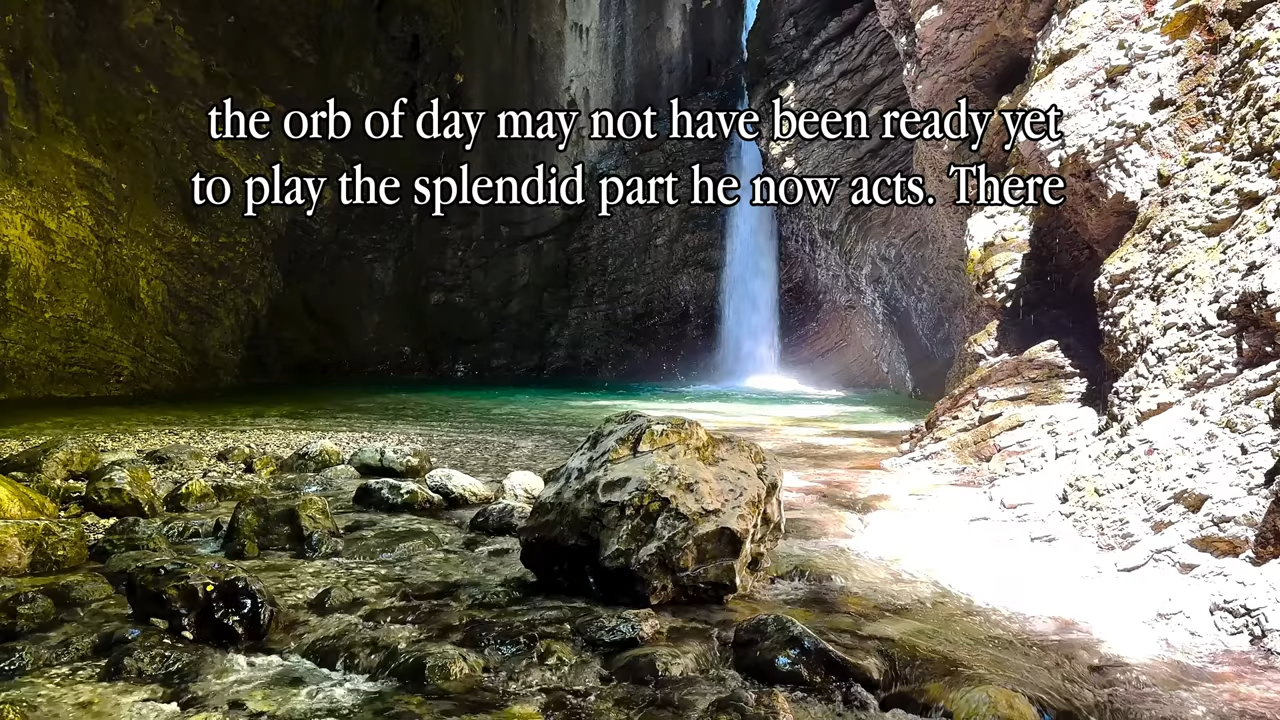 the orb of day may not have been ready yet
to play the splendid part he now acts. There